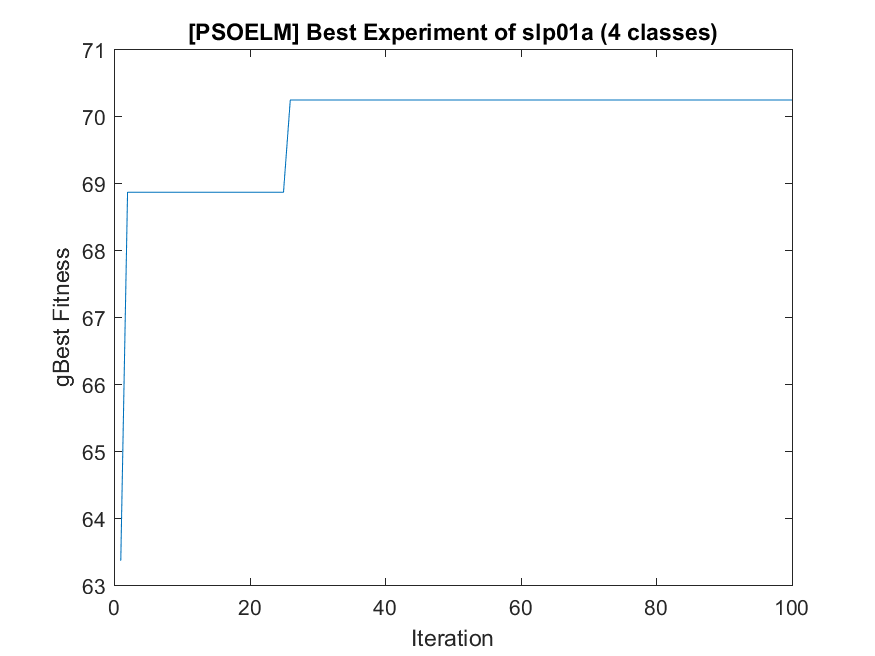 [PSOELM] Best Experiment of slp01a (4 classes)
71
70
69
68
67
66
65
64
63
gBest Fitness
0 20 40 60 80 100
Iteration